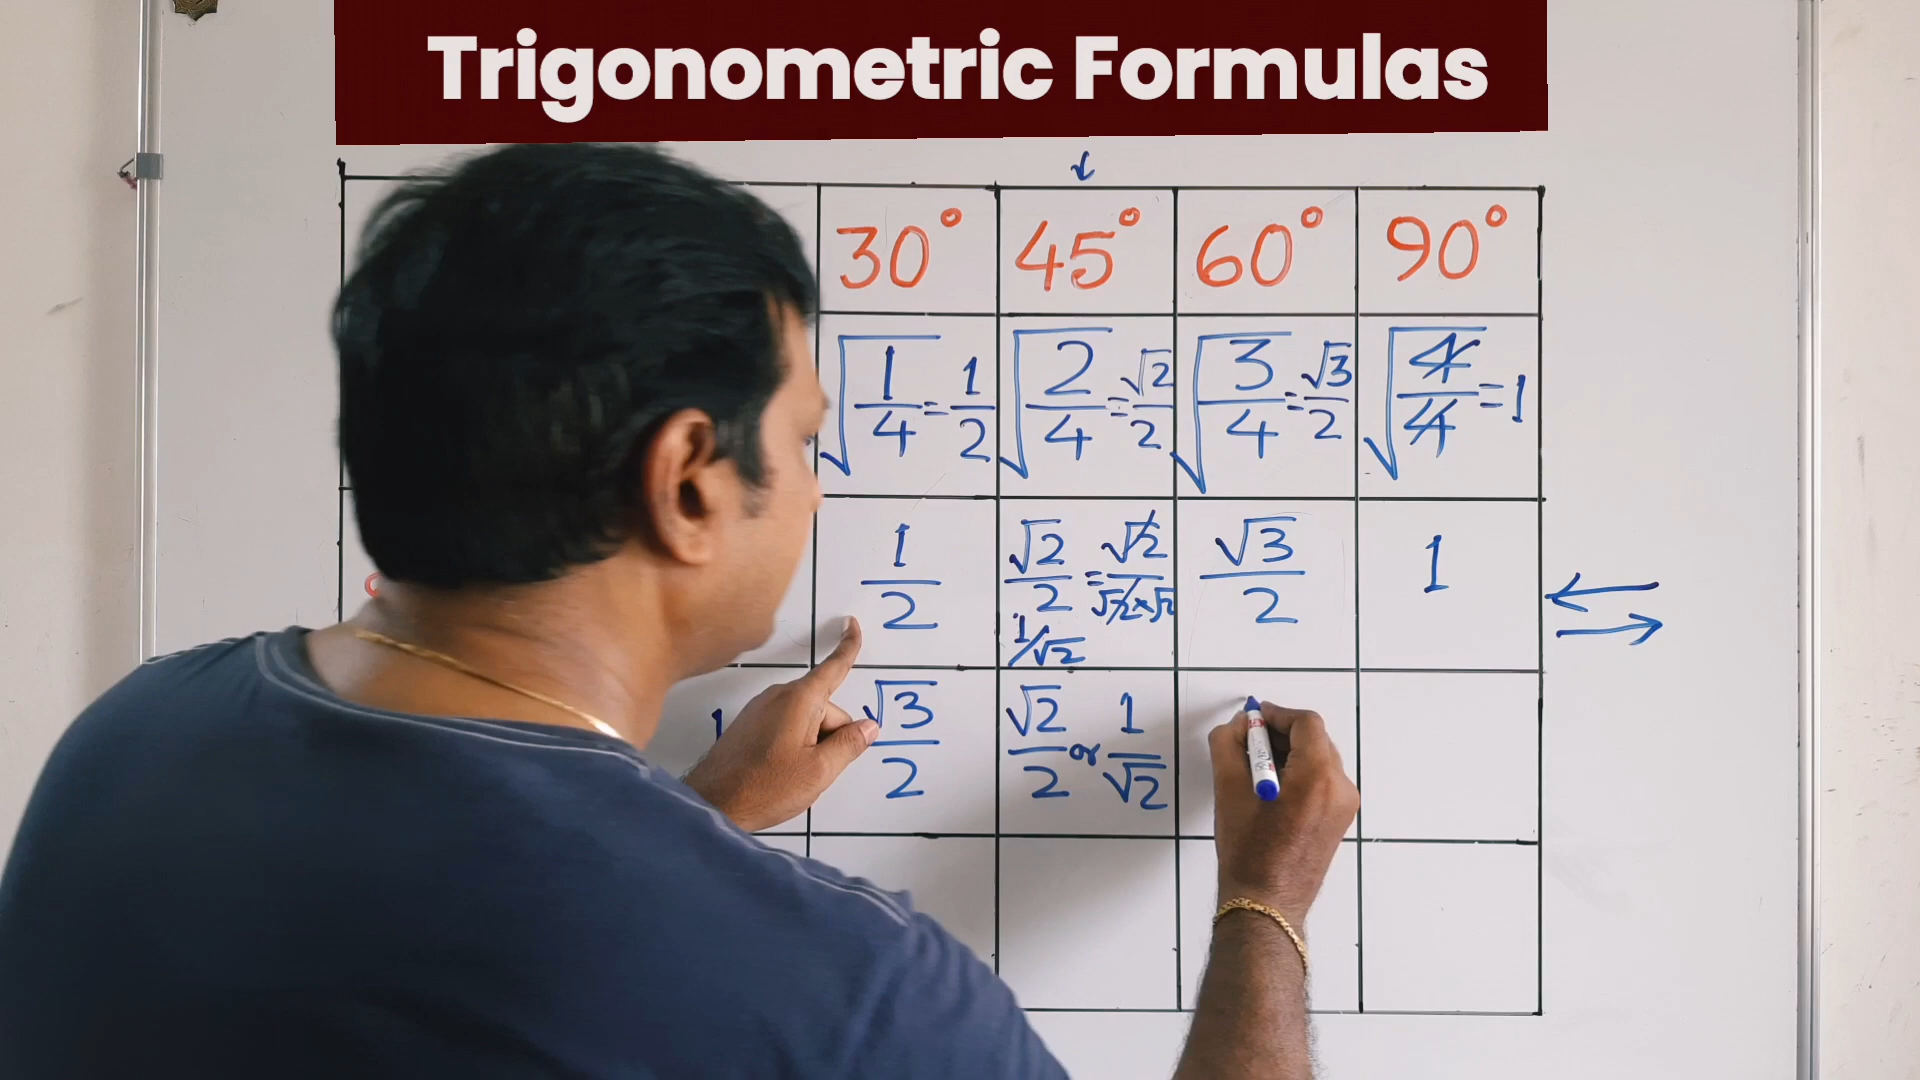 Trigonometric Formulas
30° 45° 60° 90°
√1/4 = 1/2 √2/4 = √2/2 √3/4 = √3/2 √4/4 = 1
1/2 √2/2 = √2/√2×√2 √3/2 1
1/√2
1 √3/2 √2/2 or 1/√2